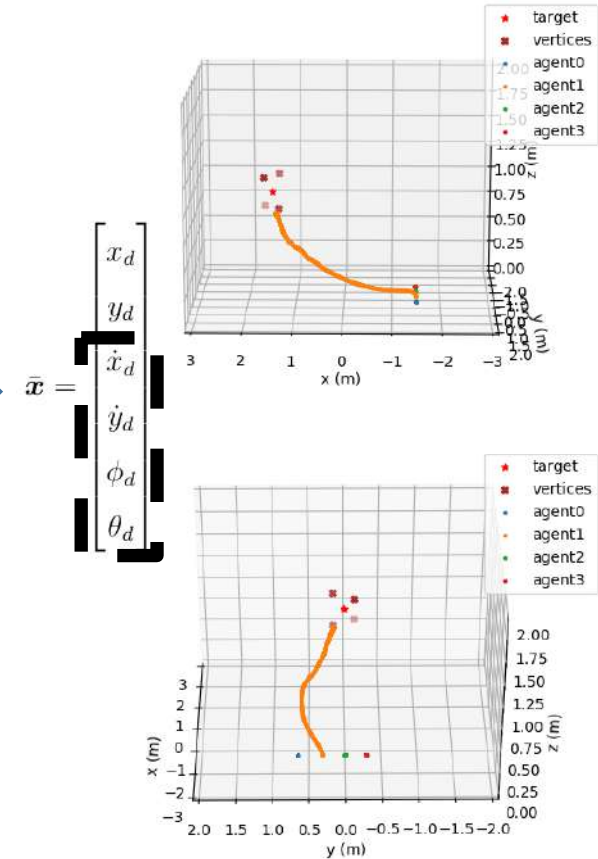 target
vertices
agent0
agent1
agent2
agent3
2.00
1.75
1.50
1.25
1.00
0.75
0.50
0.25
0.00
z (m)
-2.0
y (m)
2.0
3 2 1 0 −1 −2 −3
x (m)
x̄ =
x_d
y_d
ẋ_d
ẏ_d
ϕ_d
θ_d
target
vertices
agent0
agent1
agent2
agent3
2.00
1.75
1.50
1.25
1.00
0.75
0.50
0.25
0.00
z (m)
3
2
1
0
−1
−2
−3
x (m)
2.0 1.5 1.0 0.5 0.0 −0.5 −1.0 −1.5 −2.0
y (m)